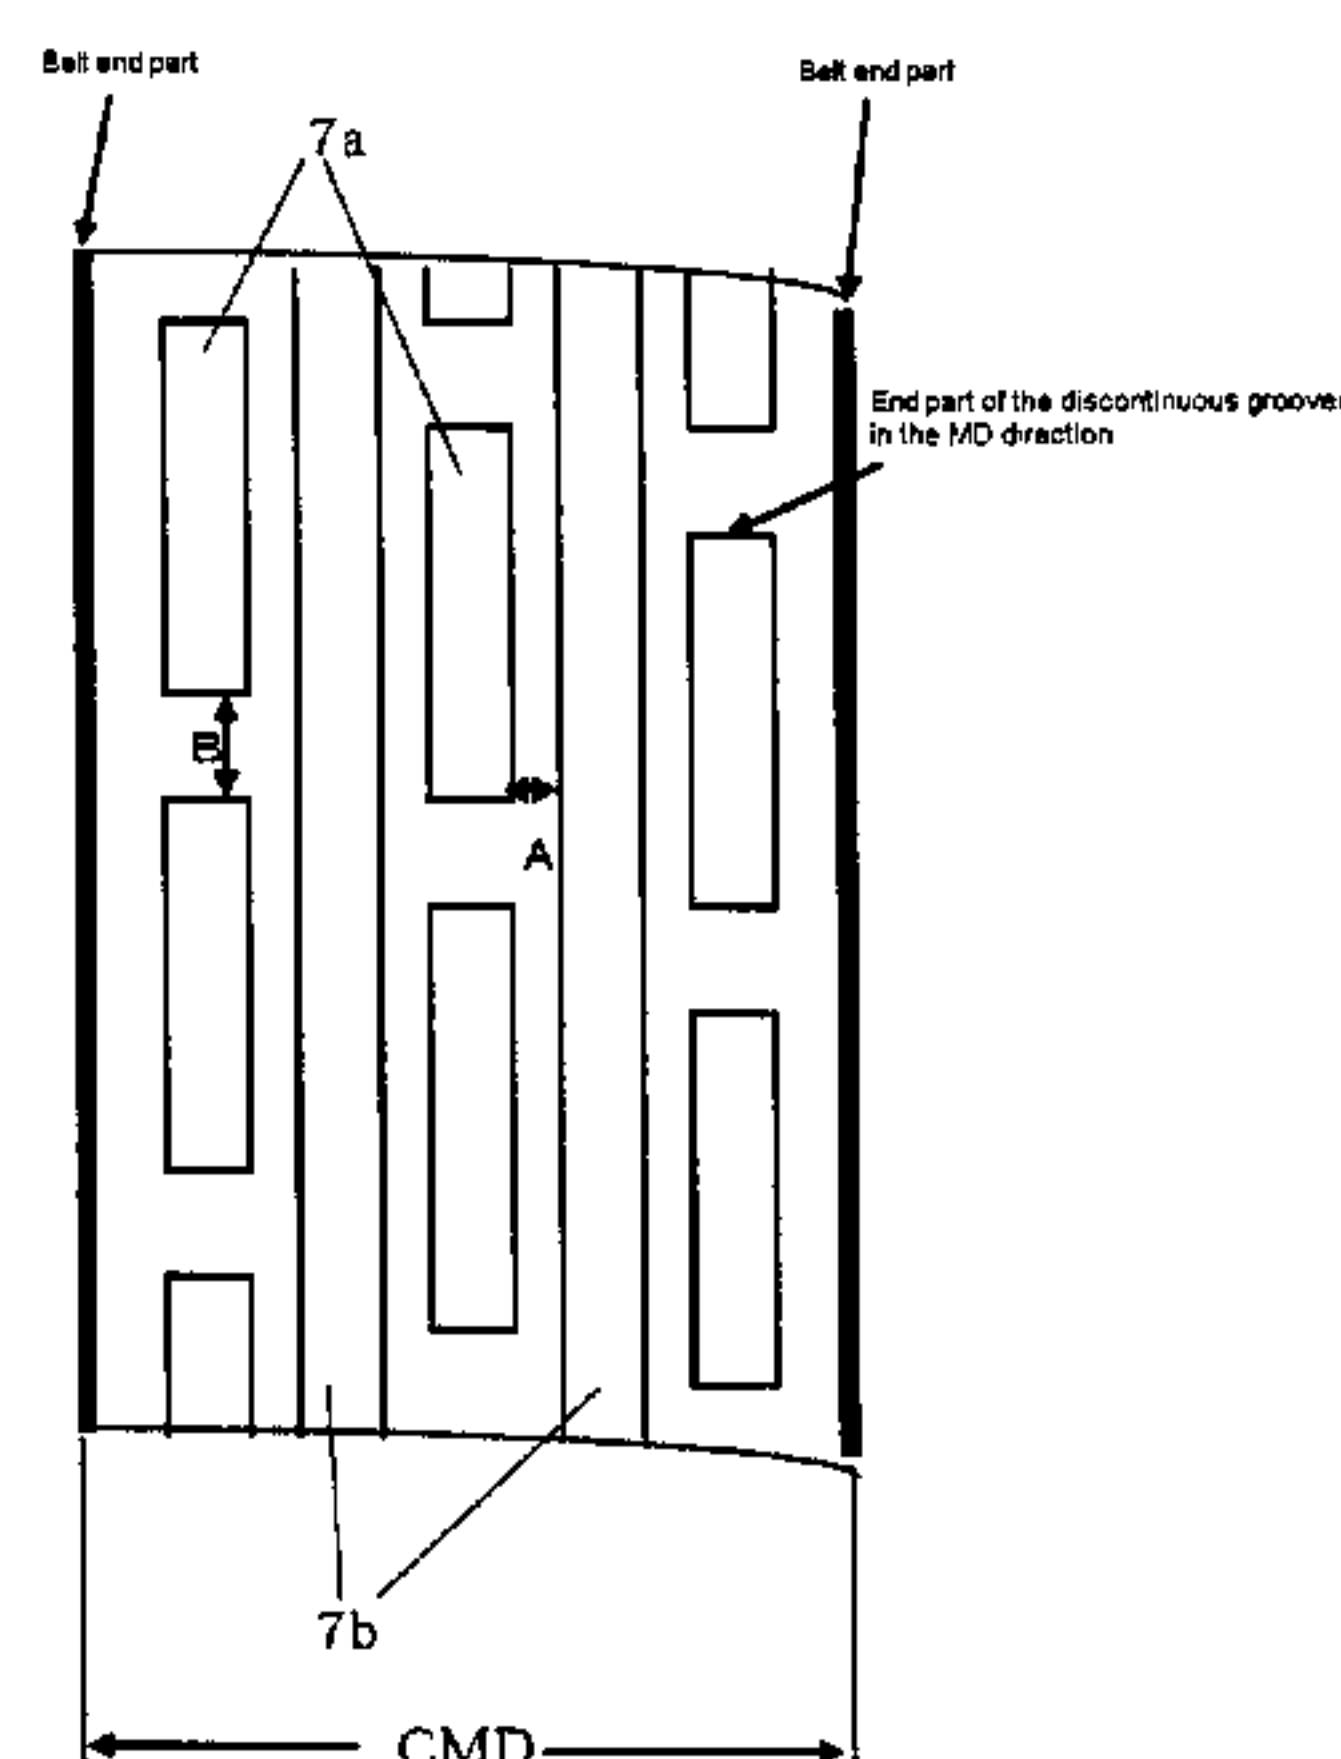 Belt end part
Belt end part
7a
End part of the discontinuous groove
in the MD direction
B
A
7b
CMD